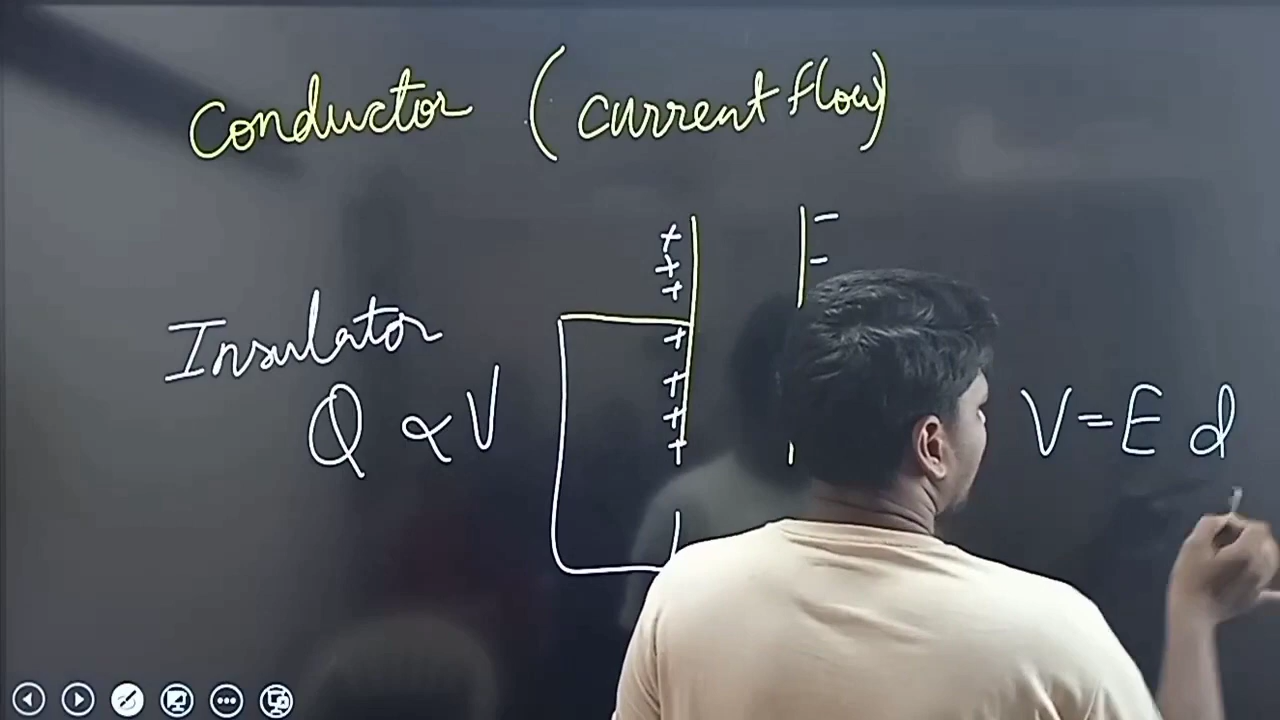 Conductor (current flow)
Insulator
Q ∝ V
+
+
+
+
+
+
+
-
-
V = E d